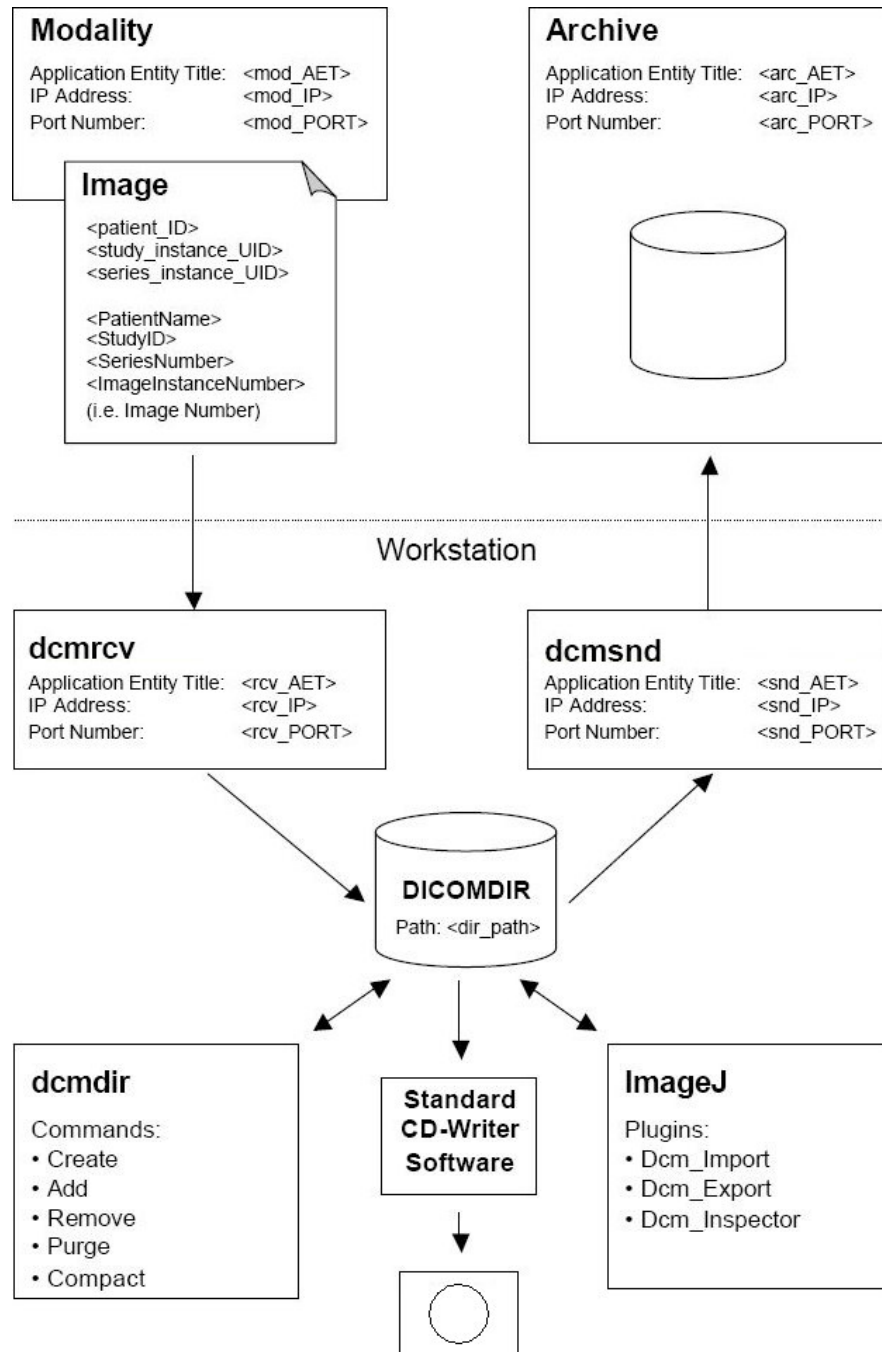 Modality
Application Entity Title: <mod_AET>
IP Address: <mod_IP>
Port Number: <mod_PORT>
Image
<patient_ID>
<study_instance_UID>
<series_instance_UID>
<PatientName>
<StudyID>
<SeriesNumber>
<ImageInstanceNumber>
(i.e. Image Number)
Archive
Application Entity Title: <arc_AET>
IP Address: <arc_IP>
Port Number: <arc_PORT>
Workstation
dcmrcv
Application Entity Title: <rcv_AET>
IP Address: <rcv_IP>
Port Number: <rcv_PORT>
dcmsnd
Application Entity Title: <snd_AET>
IP Address: <snd_IP>
Port Number: <snd_PORT>
DICOMDIR
Path: <dir_path>
dcmdir
Commands:
• Create
• Add
• Remove
• Purge
• Compact
Standard
CD-Writer
Software
ImageJ
Plugins:
• Dcm_Import
• Dcm_Export
• Dcm_Inspector